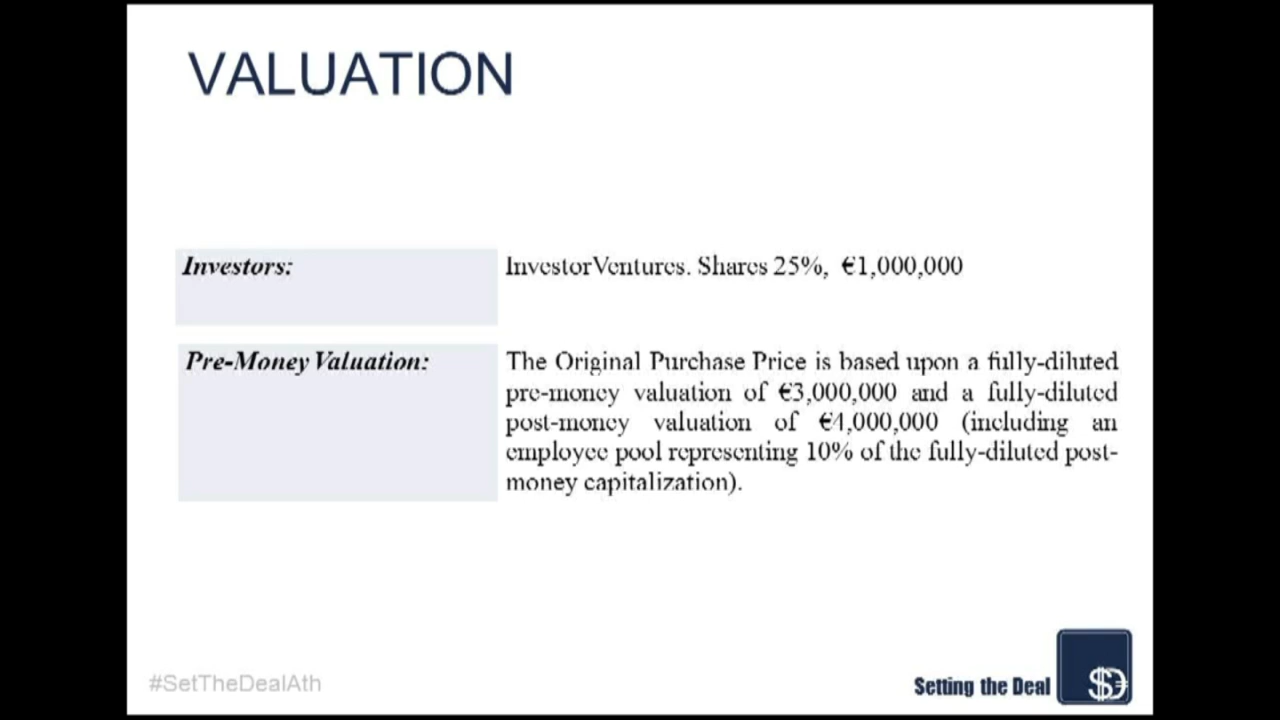 VALUATION
Investors:
InvestorVentures. Shares 25%, €1,000,000
Pre-Money Valuation:
The Original Purchase Price is based upon a fully-diluted
pre-money valuation of €3,000,000 and a fully-diluted
post-money valuation of €4,000,000 (including an
employee pool representing 10% of the fully-diluted post-
money capitalization).
#SetTheDealAth
Setting the Deal